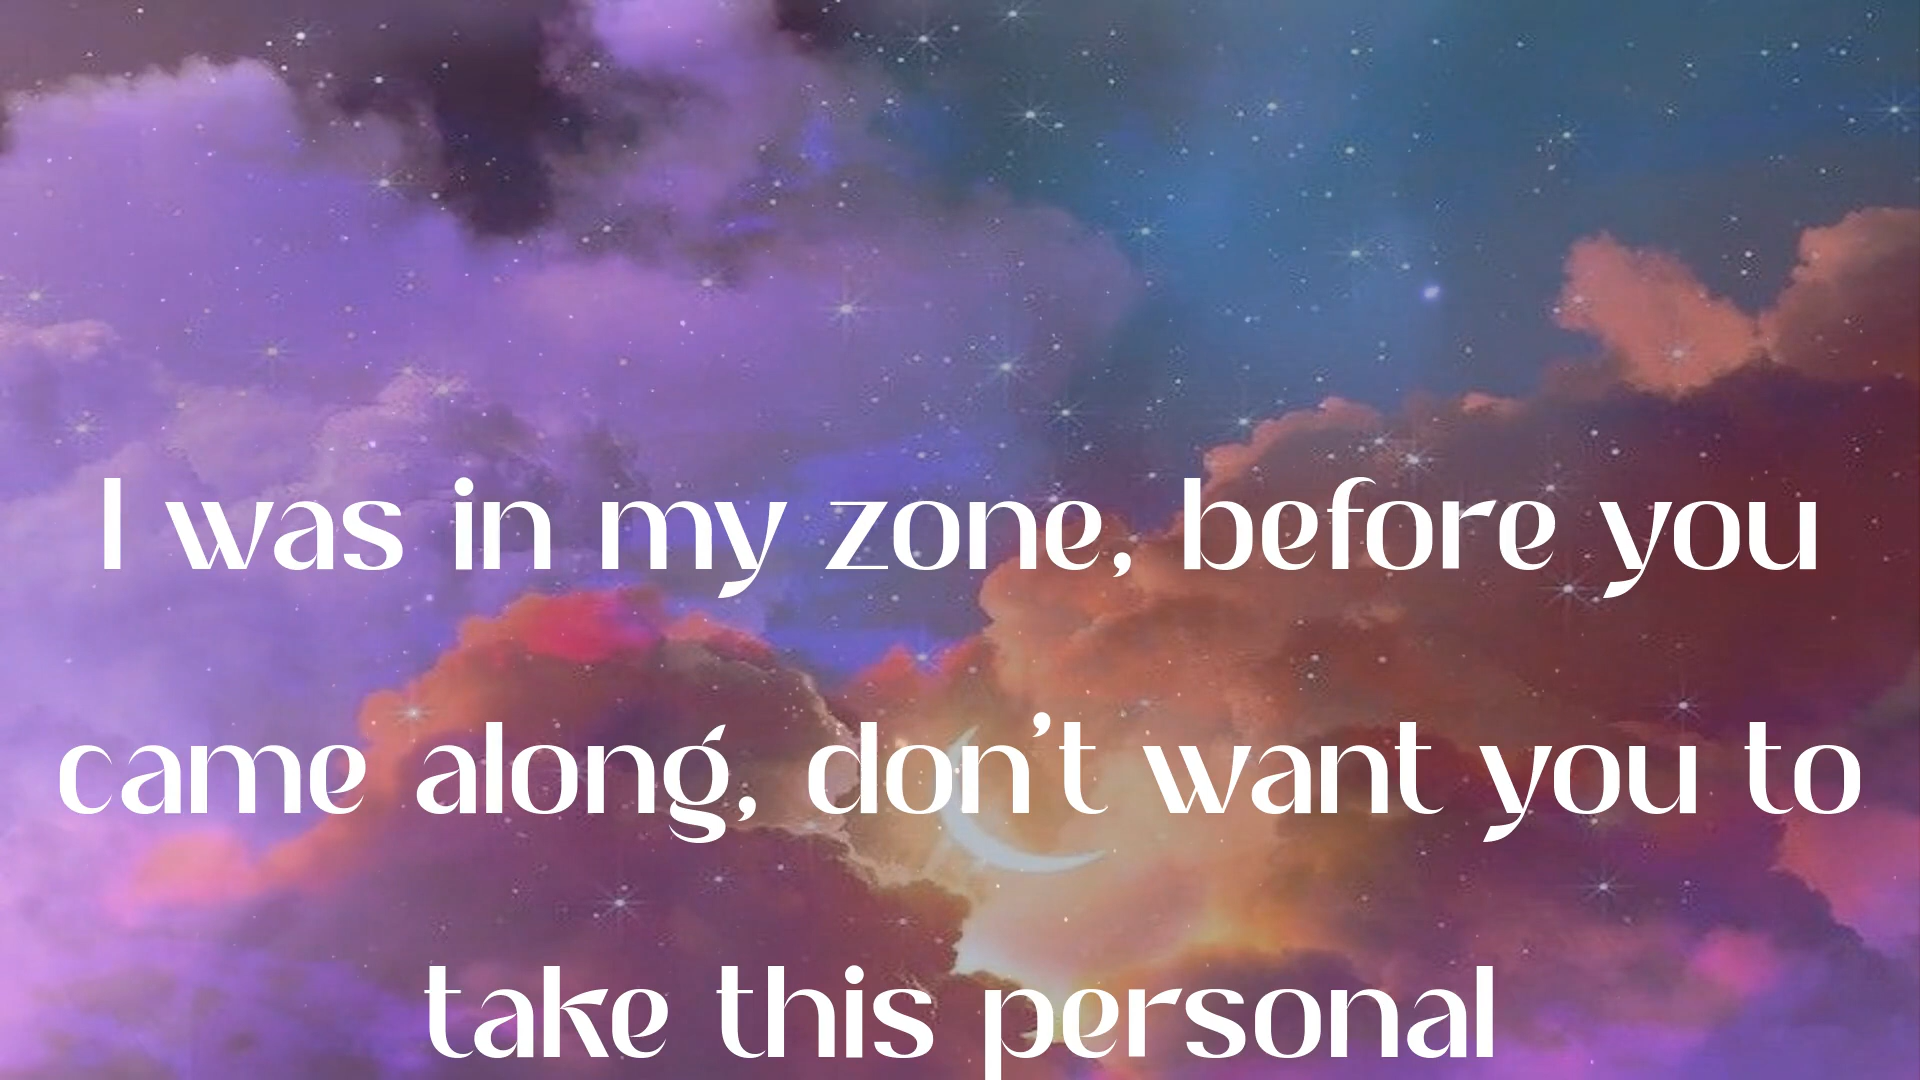 I was in my zone, before you
came along, don't want you to
take this personal